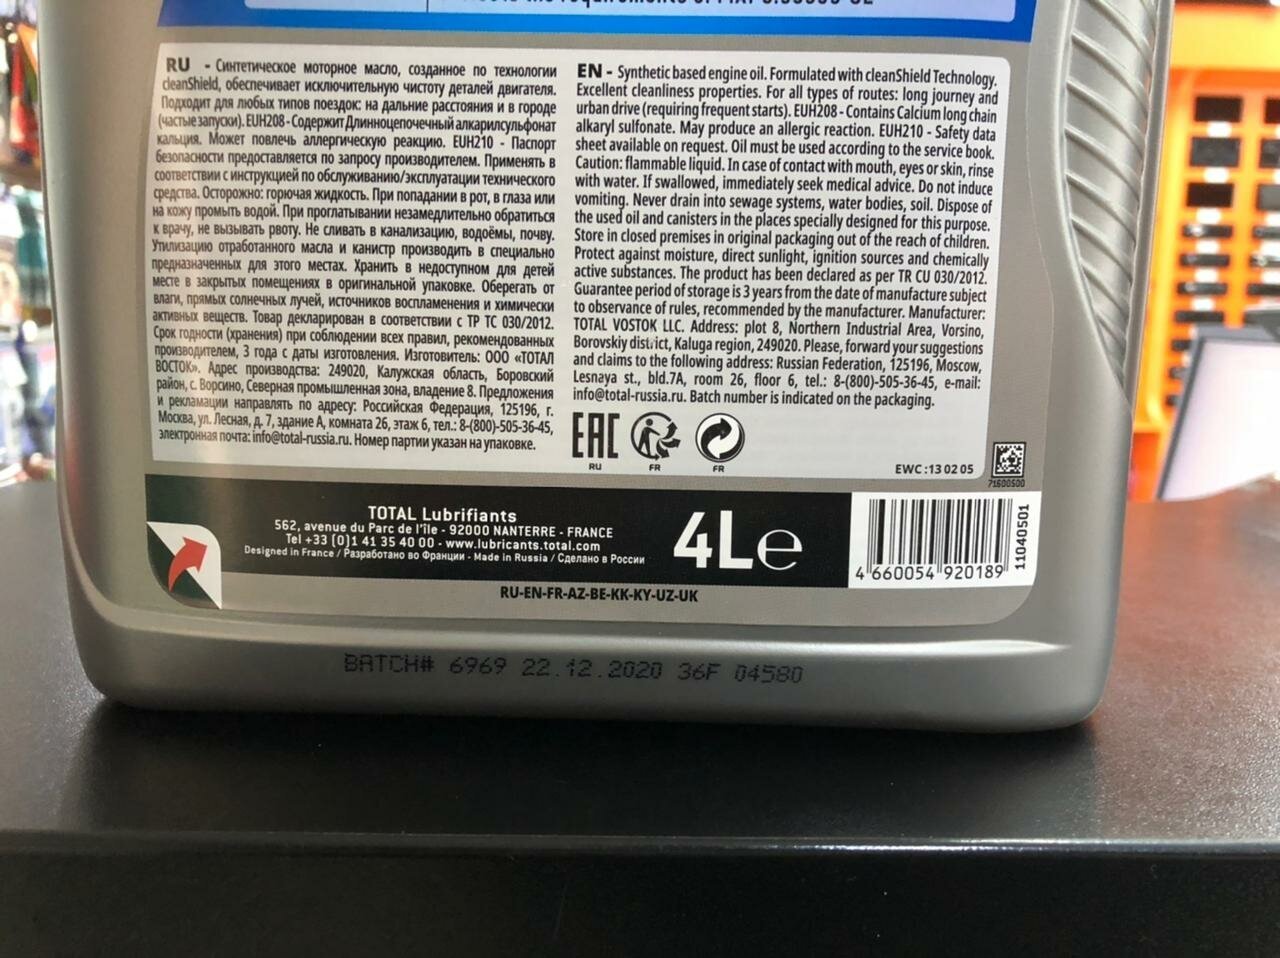 RU - Синтетическое моторное масло, созданное по технологии
cleanShield, обеспечивает исключительную чистоту деталей двигателя.
Подходит для любых типов поездок: на дальние расстояния и в городе
(частые запуски). EUH208 - Содержит Длинноцепочечный алкарилсульфонат
кальция. Может повлечь аллергическую реакцию. EUH210 - Паспорт
безопасности предоставляется по запросу производителем. Применять в
соответствии с инструкцией по обслуживанию/эксплуатации технического
средства. Осторожно: горючая жидкость. При попадании в рот, в глаза или
на кожу промыть водой. При проглатывании незамедлительно обратиться
к врачу, не вызывать рвоту. Не сливать в канализацию, водоёмы, почву.
Утилизацию отработанного масла и канистр производить в специально
предназначенных для этого местах. Хранить в недоступном для детей
месте в закрытых помещениях в оригинальной упаковке. Оберегать от
влаги, прямых солнечных лучей, источников воспламенения и химически
активных веществ. Товар декларирован в соответствии с ТР ТС 030/2012.
Срок годности (хранения) при соблюдении всех правил, рекомендованных
производителем, 3 года с даты изготовления. Изготовитель: ООО «ТОТАЛ
ВОСТОК». Адрес производства: 249020, Калужская область, Боровский
район, с. Ворсино, Северная промышленная зона, владение 8. Предложения
и рекламации направлять по адресу: Российская Федерация, 125196, г.
Москва, ул. Лесная, д. 7, здание А, комната 26, этаж 6, тел.: 8-(800)-505-36-45,
электронная почта: info@total-russia.ru. Номер партии указан на упаковке.
EN - Synthetic based engine oil. Formulated with cleanShield Technology.
Excellent cleanliness properties. For all types of routes: long journey and
urban drive (requiring frequent starts). EUH208 - Contains Calcium long chain
alkaryl sulfonate. May produce an allergic reaction. EUH210 - Safety data
sheet available on request. Oil must be used according to the service book.
Caution: flammable liquid. In case of contact with mouth, eyes or skin, rinse
with water. If swallowed, immediately seek medical advice. Do not induce
vomiting. Never drain into sewage systems, water bodies, soil. Dispose of
the used oil and canisters in the places specially designed for this purpose.
Store in closed premises in original packaging out of the reach of children.
Protect against moisture, direct sunlight, ignition sources and chemically
active substances. The product has been declared as per TR CU 030/2012.
Guarantee period of storage is 3 years from the date of manufacture subject
to observance of rules, recommended by the manufacturer. Manufacturer:
TOTAL VOSTOK LLC. Address: plot 8, Northern Industrial Area, Vorsino,
Borovskiy district, Kaluga region, 249020. Please, forward your suggestions
and claims to the following address: Russian Federation, 125196, Moscow,
Lesnaya st., bld.7A, room 26, floor 6, tel.: 8-(800)-505-36-45, e-mail:
info@total-russia.ru. Batch number is indicated on the packaging.
EAC
RU FR FR
EWC : 13 02 05
71600500
TOTAL Lubrifiants
562, avenue du Parc de l'île - 92000 NANTERRE - FRANCE
Tel +33 (0)1 41 35 40 00 - www.lubricants.total.com
Designed in France / Разработано во Франции - Made in Russia / Сделано в России
4L e
4 660054 920189
11040501
RU-EN-FR-AZ-BE-KK-KY-UZ-UK
BATCH# 6969 22.12.2020 36F 04580